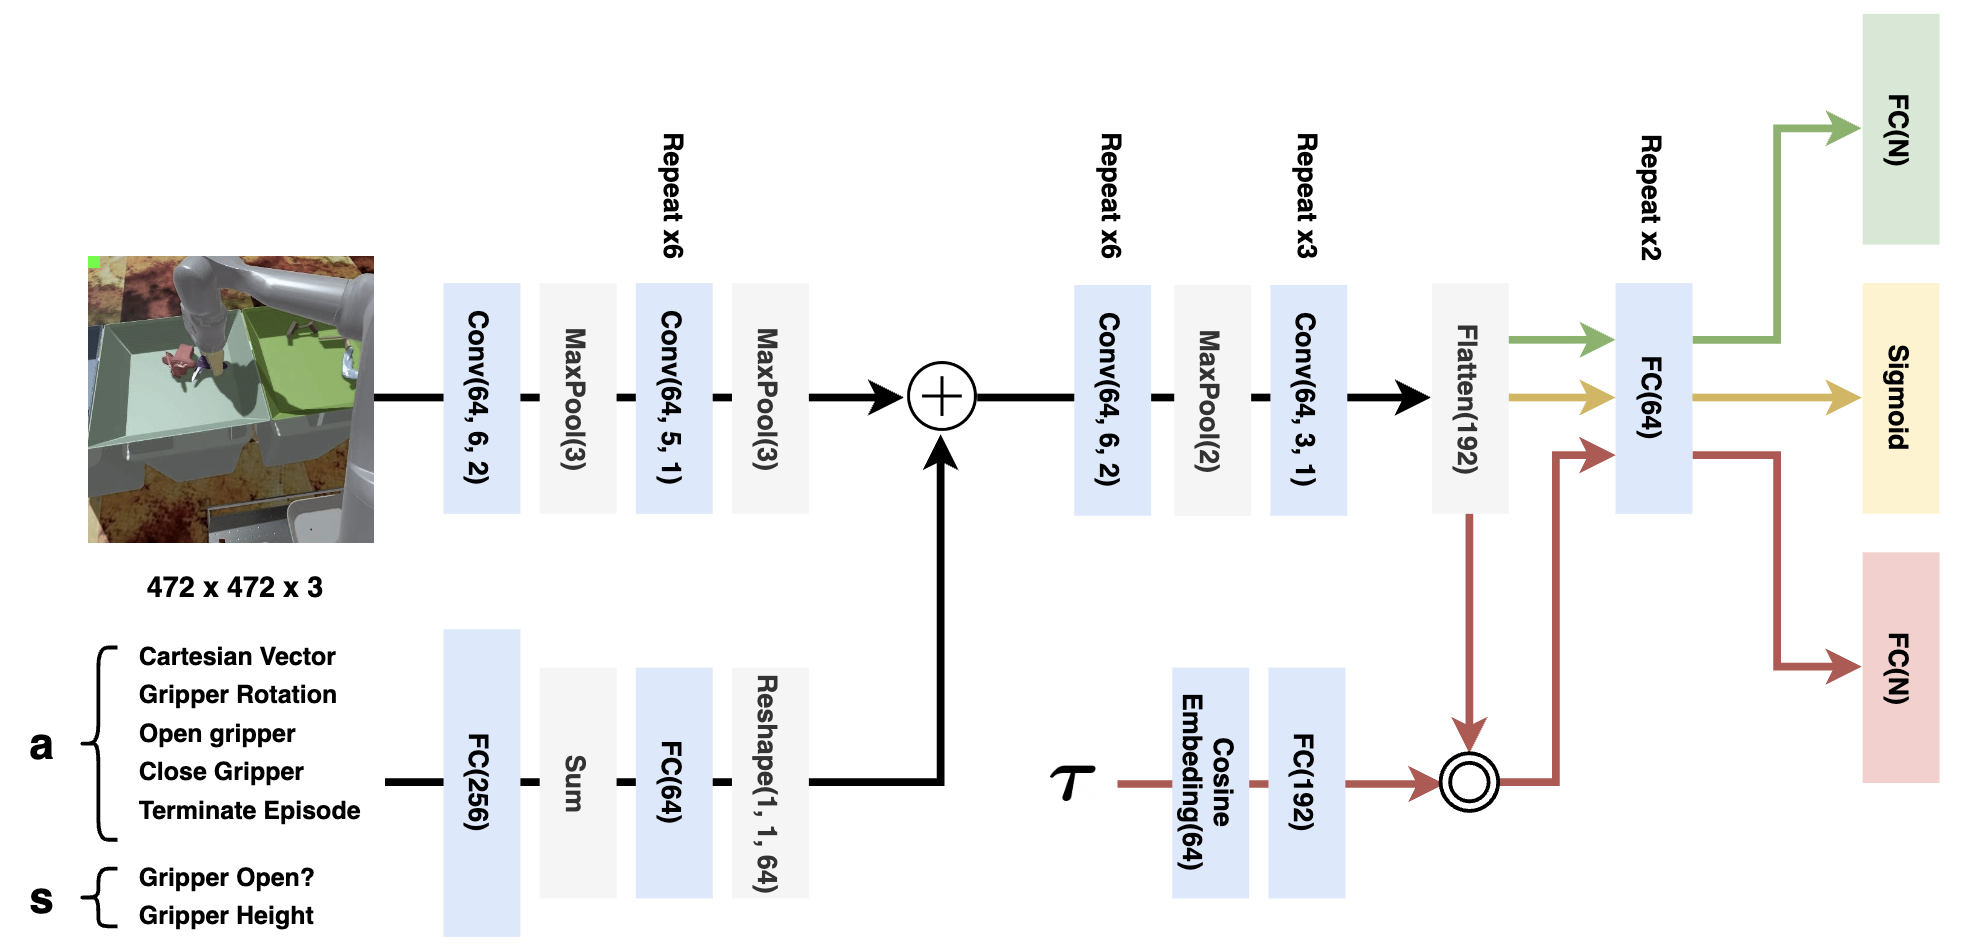 Repeat x6
Repeat x6
Repeat x3
Repeat x2
FC(N)
Conv(64, 6, 2)
MaxPool(3)
Conv(64, 5, 1)
MaxPool(3)
Conv(64, 6, 2)
MaxPool(2)
Conv(64, 3, 1)
Flatten(192)
FC(64)
Sigmoid
FC(N)
472 x 472 x 3
a
Cartesian Vector
Gripper Rotation
Open gripper
Close Gripper
Terminate Episode
s
Gripper Open?
Gripper Height
FC(256)
Sum
FC(64)
Reshape(1, 1, 64)
τ
Cosine
Embeding(64)
FC(192)